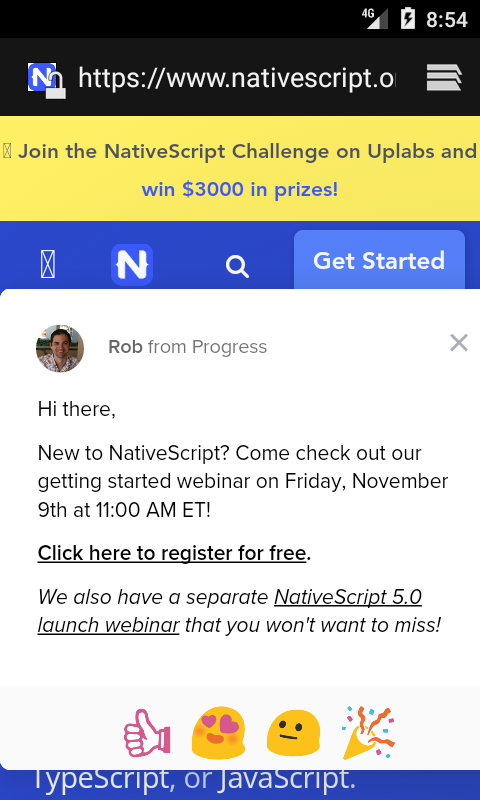 4G 8:54
N https://www.nativescript.o
Join the NativeScript Challenge on Uplabs and
win $3000 in prizes!
N Get Started
Rob from Progress
Hi there,
New to NativeScript? Come check out our
getting started webinar on Friday, November
9th at 11:00 AM ET!
Click here to register for free.
We also have a separate NativeScript 5.0
launch webinar that you won't want to miss!
TypeScript, or JavaScript.